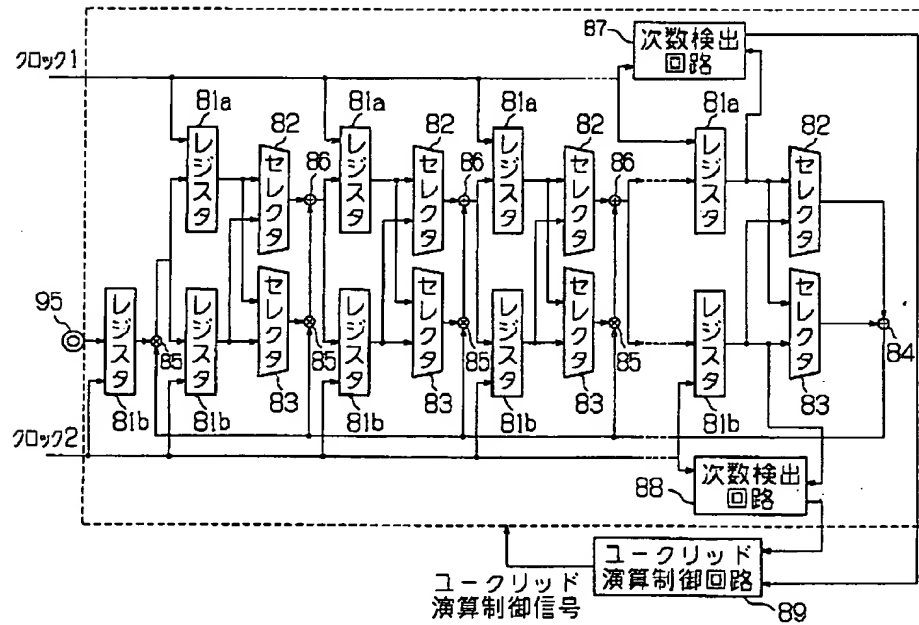 87
次数検出
回路
クロック1
81a
レジスタ
82
セレクタ
86
81a
レジスタ
82
セレクタ
86
81a
レジスタ
82
セレクタ
86
81a
レジスタ
82
セレクタ
95
レジスタ
81b
85
レジスタ
81b
セレクタ
83
85
レジスタ
81b
セレクタ
83
85
レジスタ
81b
セレクタ
83
85
レジスタ
81b
セレクタ
83
84
クロック2
88
次数検出
回路
ユークリッド
演算制御信号
ユークリッド
演算制御回路
89